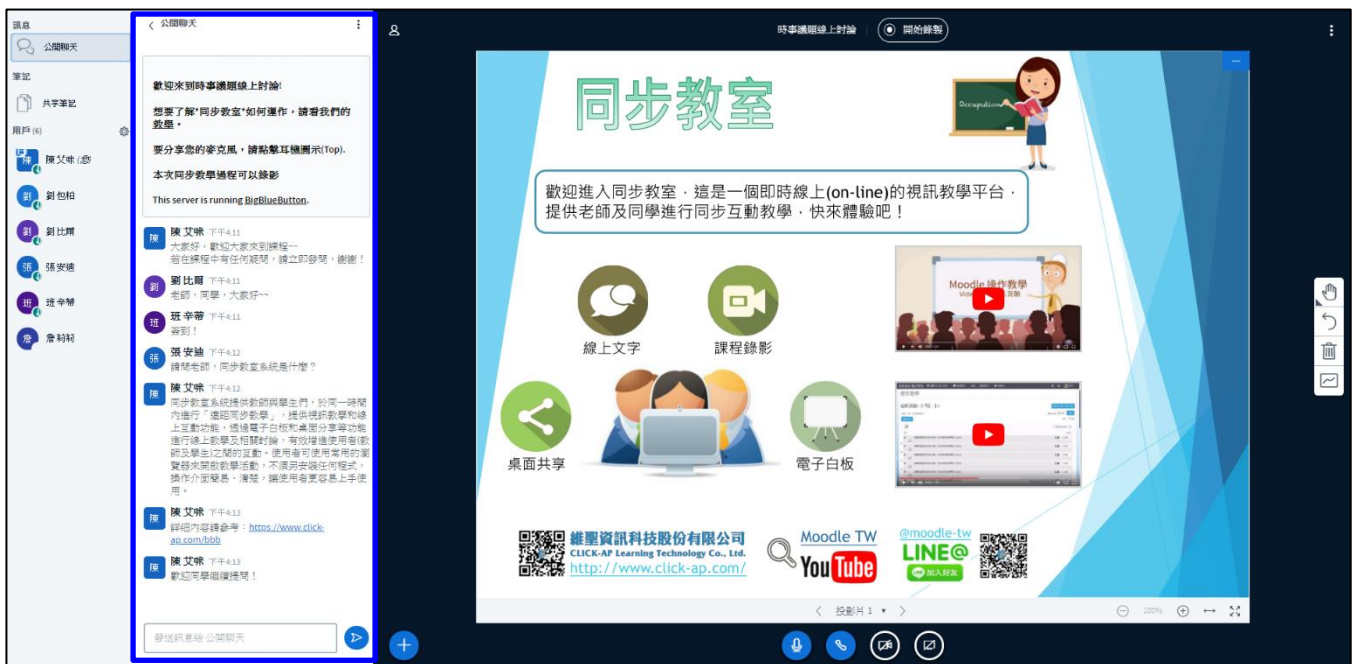 訊息
公開聊天
筆記
共享筆記
用戶 (6)
陳 陳艾咪 (您
劉 劉包柏
劉 劉比爾
張 張安迪
班 班辛蒂
詹 詹莉莉
公開聊天
歡迎來到時事議題線上討論!
想要了解"同步教室"如何運作,請看我們的
教學。
要分享您的麥克風,請點擊耳機圖示(Top).
本次同步教學過程可以錄影
This server is running BigBlueButton.
陳 陳 艾咪 下午4:11
大家好,歡迎大家來到課程~~
若在課程中有任何疑問,請立即發問,謝謝!
劉 劉 比爾 下午4:11
老師,同學,大家好~~
班 班 辛蒂 下午4:11
簽到!
張 張 安迪 下午4:12
請問老師,同步教室系統是什麼?
陳 陳 艾咪 下午4:12
同步教室系統提供教師與學生們,於同一時間
內進行「遠距同步教學」,提供視訊教學和線
上互動功能,透過電子白板和桌面分享等功能
進行線上教學及相關討論,有效增進使用者(教
師及學生)之間的互動。使用者可使用常用的瀏
覽器來開啟教學活動,不須另安裝任何程式,
操作介面簡易、清楚,讓使用者更容易上手使
用。
陳 陳 艾咪 下午4:13
詳細內容請參考:https://www.click-
ap.com/bbb
陳 陳 艾咪 下午4:13
歡迎同學繼續提問!
發送訊息給 公開聊天
時事議題線上討論
開始錄製
同步教室
Occupation
歡迎進入同步教室,這是一個即時線上(on-line)的視訊教學平台,
提供老師及同學進行同步互動教學,快來體驗吧!
線上文字
課程錄影
桌面共享
電子白板
Moodle 操作教學
維聖資訊科技股份有限公司
CLICK-AP Learning Technology Co., Ltd.
http://www.click-ap.com/
Moodle TW
YouTube
@moodle-tw
LINE@
加入好友
投影片 1
100%